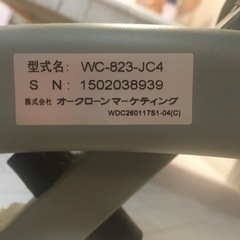 型式名： WC-823-JC4
S N : 1502038939
株式会社 オークローンマーケティング
WDC260117S1-04(C)